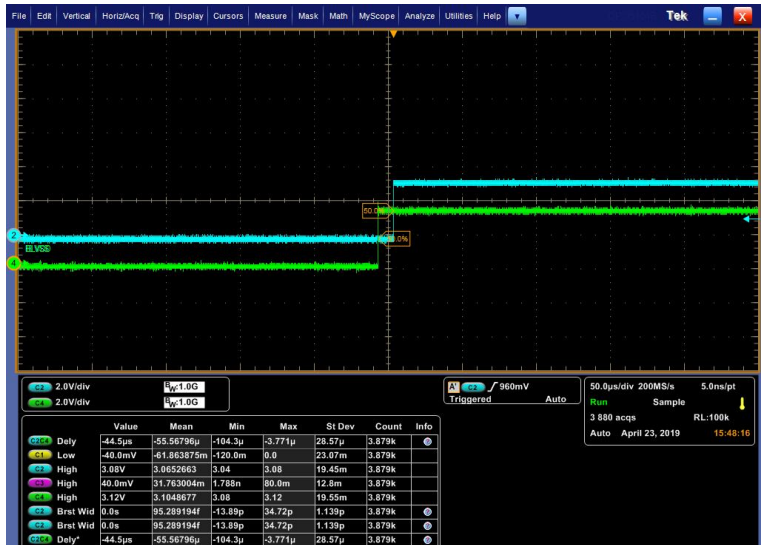 File Edit Vertical Horiz/Acq Trig Display Cursors Measure Mask Math MyScope Analyze Utilities Help Tek X
50.0%
2
.0%
ELVSS
4
C2 2.0V/div BW:1.0G
C4 2.0V/div BW:1.0G
A' C2 960mV
Triggered Auto
50.0µs/div 200MS/s 5.0ns/pt
Run Sample
3 880 acqs RL:100k
Auto April 23, 2019 15:48:16
Value Mean Min Max St Dev Count Info
C2C4 Dely -44.5µs -55.56796µ -104.3µ -3.771µ 28.57µ 3.879k
C1 Low -40.0mV -61.863875m -120.0m 0.0 23.07m 3.879k
C2 High 3.08V 3.0652663 3.04 3.08 19.45m 3.879k
C3 High 40.0mV 31.763004m 1.788n 80.0m 12.8m 3.879k
C4 High 3.12V 3.1048677 3.08 3.12 19.55m 3.879k
C2 Brst Wid 0.0s 95.289194f -13.89p 34.72p 1.139p 3.879k
C2 Brst Wid 0.0s 95.289194f -13.89p 34.72p 1.139p 3.879k
C2C4 Dely* -44.5µs -55.56796µ -104.3µ -3.771µ 28.57µ 3.879k